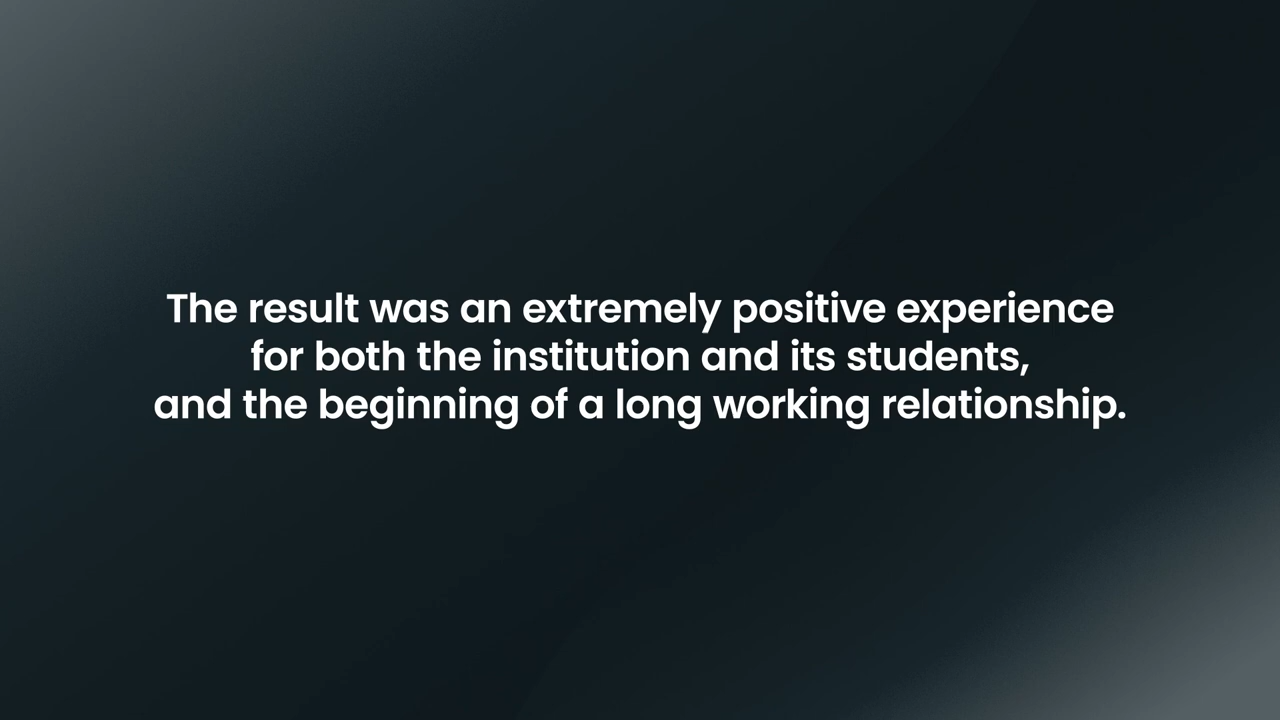 The result was an extremely positive experience
for both the institution and its students,
and the beginning of a long working relationship.